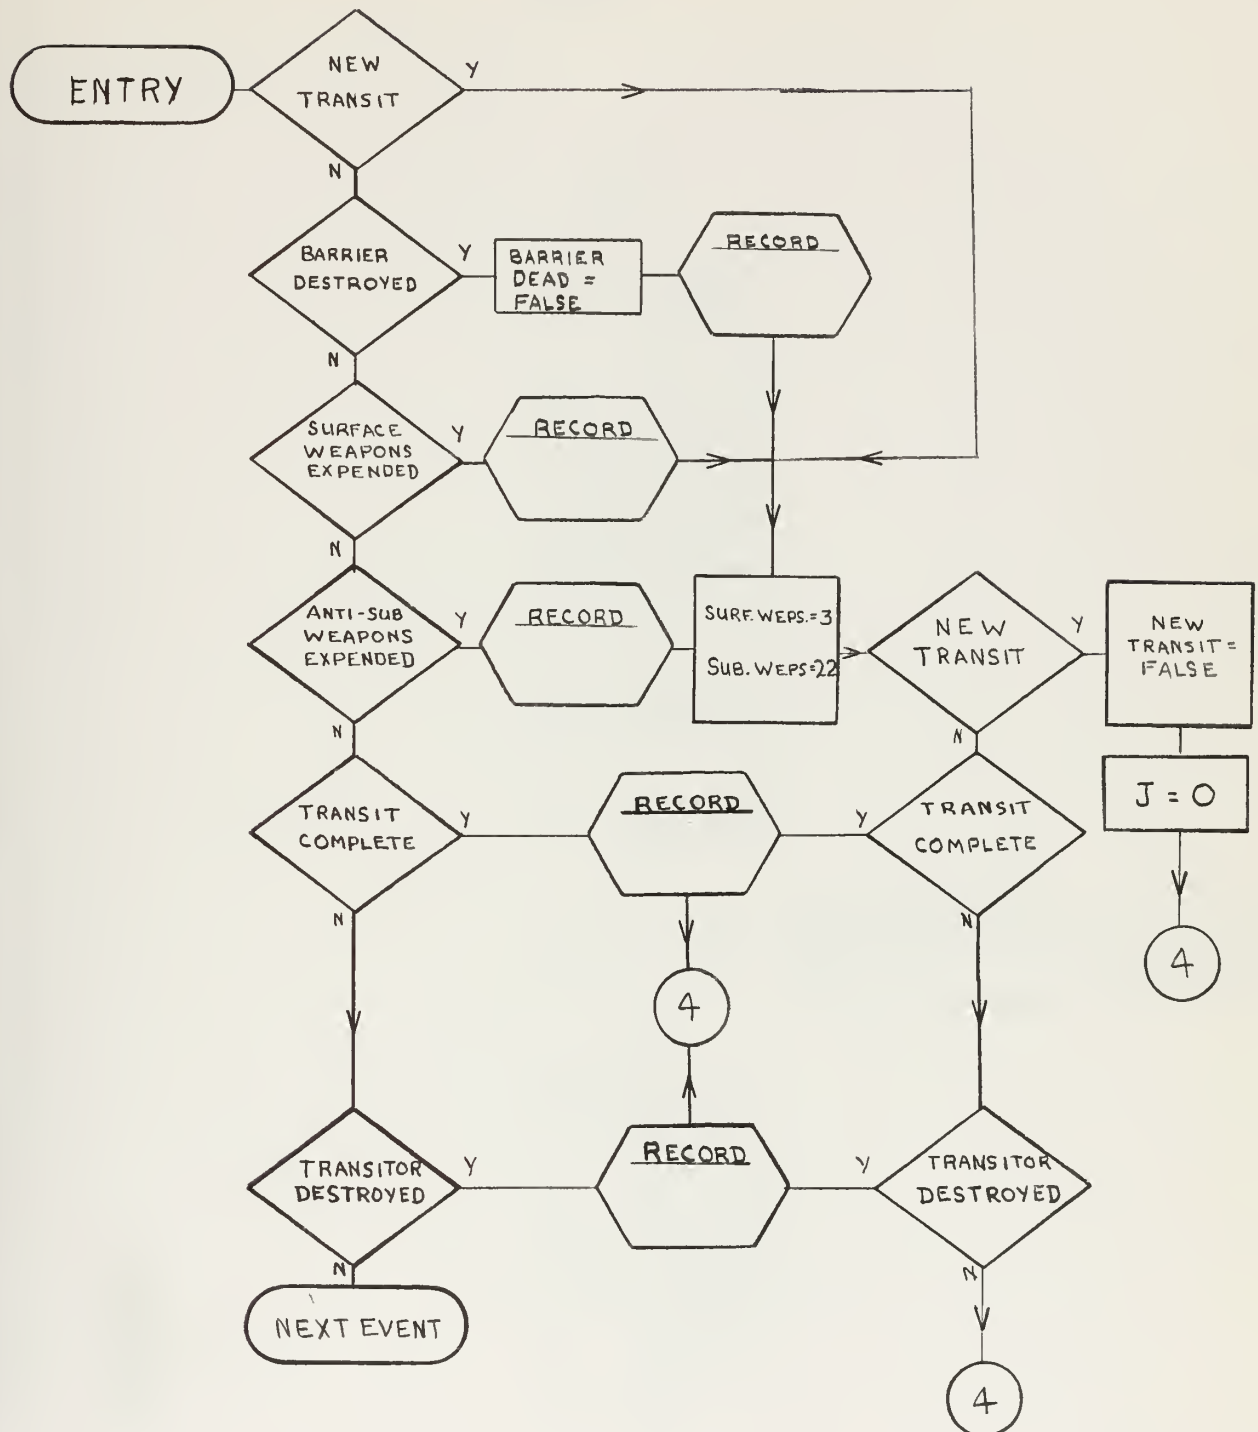 ENTRY
NEW
TRANSIT
Y
N
BARRIER
DESTROYED
Y
N
BARRIER
DEAD =
FALSE
RECORD
SURFACE
WEAPONS
EXPENDED
Y
N
RECORD
ANTI-SUB
WEAPONS
EXPENDED
Y
N
RECORD
SURF.WEPS.=3
SUB.WEPS=22
NEW
TRANSIT
Y
N
NEW
TRANSIT=
FALSE
J = O
4
TRANSIT
COMPLETE
Y
N
RECORD
Y
TRANSIT
COMPLETE
N
4
TRANSITOR
DESTROYED
Y
N
RECORD
Y
TRANSITOR
DESTROYED
N
NEXT EVENT
4